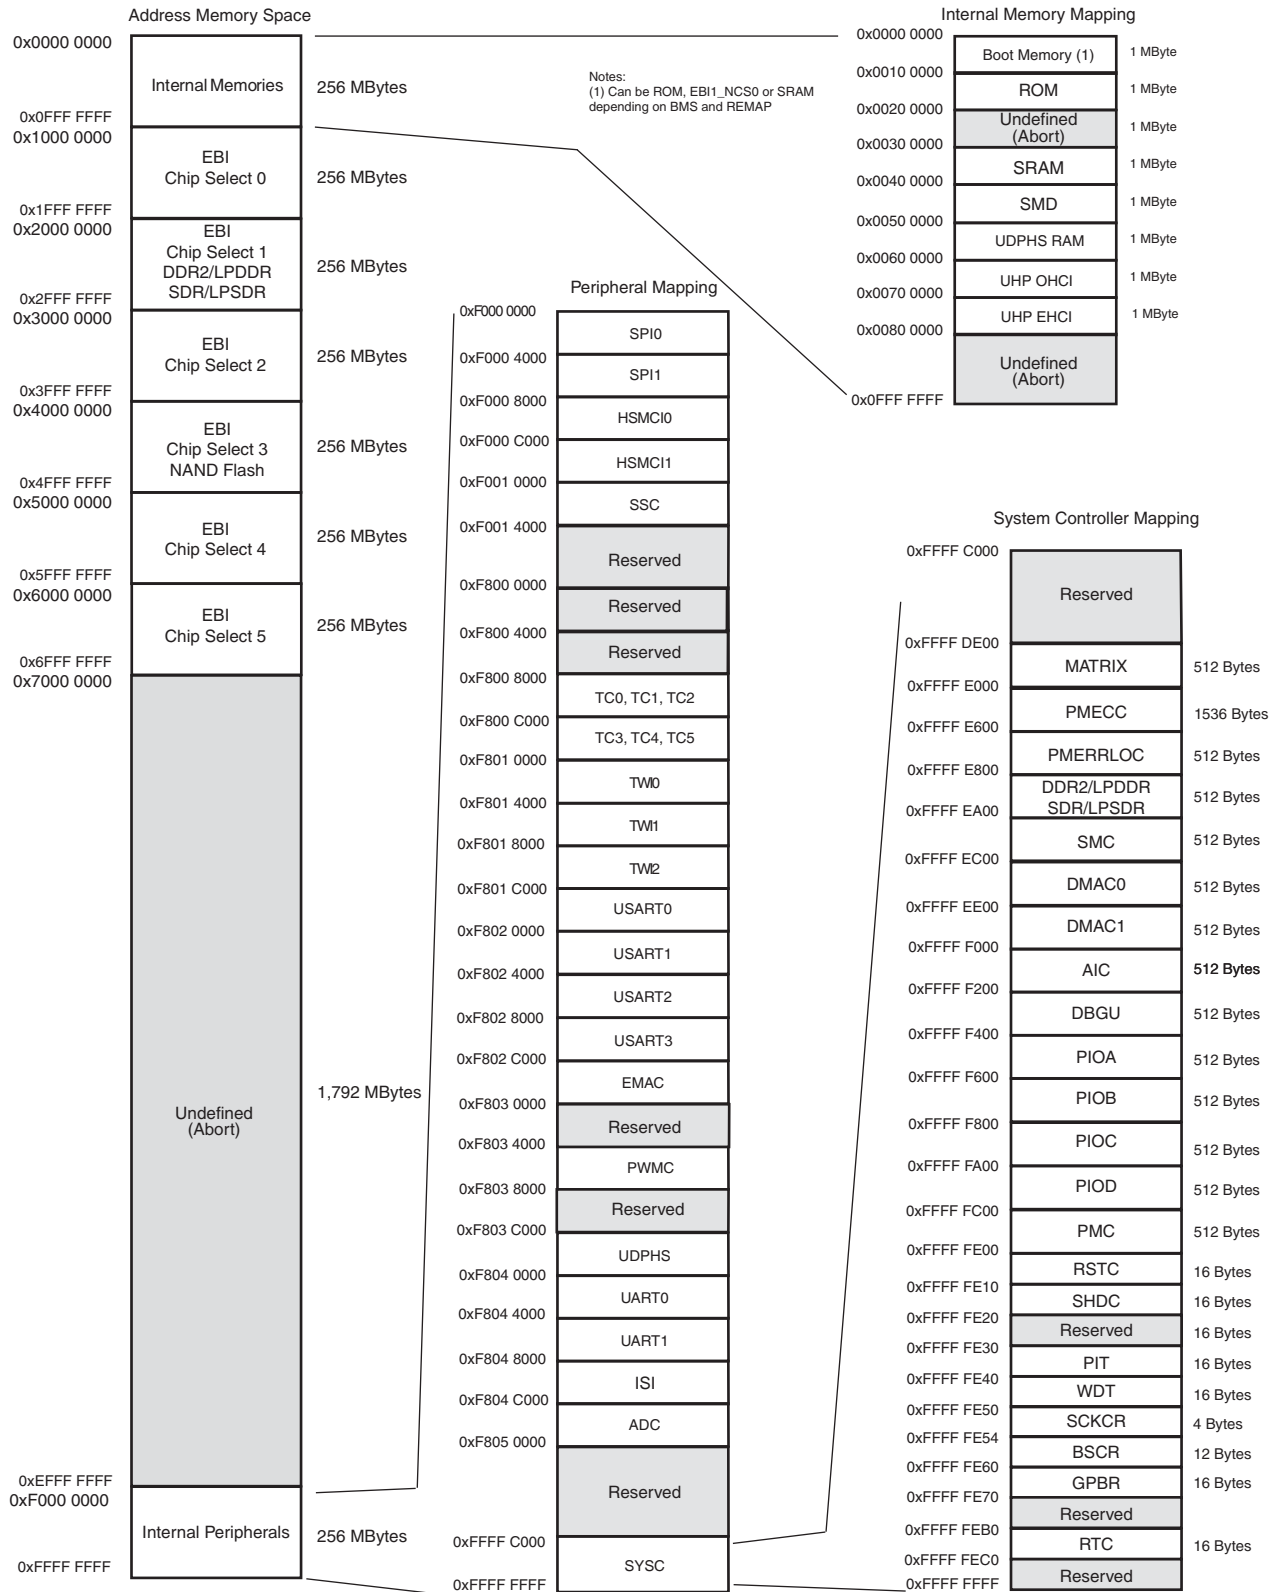 Address Memory Space
0x0000 0000
Internal Memories
256 MBytes
0x0FFF FFFF
0x1000 0000
EBI
Chip Select 0
256 MBytes
0x1FFF FFFF
0x2000 0000
EBI
Chip Select 1
DDR2/LPDDR
SDR/LPSDR
256 MBytes
0x2FFF FFFF
0x3000 0000
EBI
Chip Select 2
256 MBytes
0x3FFF FFFF
0x4000 0000
EBI
Chip Select 3
NAND Flash
256 MBytes
0x4FFF FFFF
0x5000 0000
EBI
Chip Select 4
256 MBytes
0x5FFF FFFF
0x6000 0000
EBI
Chip Select 5
256 MBytes
0x6FFF FFFF
0x7000 0000
Undefined
(Abort)
1,792 MBytes
0xEFFF FFFF
0xF000 0000
Internal Peripherals
256 MBytes
0xFFFF FFFF
Notes:
(1) Can be ROM, EBI1_NCS0 or SRAM
depending on BMS and REMAP
Peripheral Mapping
0xF000 0000
SPI0
0xF000 4000
SPI1
0xF000 8000
HSMCI0
0xF000 C000
HSMCI1
0xF001 0000
SSC
0xF001 4000
Reserved
0xF800 0000
Reserved
0xF800 4000
Reserved
0xF800 8000
TC0, TC1, TC2
0xF800 C000
TC3, TC4, TC5
0xF801 0000
TWI0
0xF801 4000
TWI1
0xF801 8000
TWI2
0xF801 C000
USART0
0xF802 0000
USART1
0xF802 4000
USART2
0xF802 8000
USART3
0xF802 C000
EMAC
0xF803 0000
Reserved
0xF803 4000
PWMC
0xF803 8000
Reserved
0xF803 C000
UDPHS
0xF804 0000
UART0
0xF804 4000
UART1
0xF804 8000
ISI
0xF804 C000
ADC
0xF805 0000
Reserved
0xFFFF C000
SYSC
0xFFFF FFFF
Internal Memory Mapping
0x0000 0000
Boot Memory (1)
1 MByte
0x0010 0000
ROM
1 MByte
0x0020 0000
Undefined
(Abort)
1 MByte
0x0030 0000
SRAM
1 MByte
0x0040 0000
SMD
1 MByte
0x0050 0000
UDPHS RAM
1 MByte
0x0060 0000
UHP OHCI
1 MByte
0x0070 0000
UHP EHCI
1 MByte
0x0080 0000
Undefined
(Abort)
0x0FFF FFFF
System Controller Mapping
0xFFFF C000
Reserved
0xFFFF DE00
MATRIX
512 Bytes
0xFFFF E000
PMECC
1536 Bytes
0xFFFF E600
PMERRLOC
512 Bytes
0xFFFF E800
DDR2/LPDDR
SDR/LPSDR
512 Bytes
0xFFFF EA00
SMC
512 Bytes
0xFFFF EC00
DMAC0
512 Bytes
0xFFFF EE00
DMAC1
512 Bytes
0xFFFF F000
AIC
512 Bytes
0xFFFF F200
DBGU
512 Bytes
0xFFFF F400
PIOA
512 Bytes
0xFFFF F600
PIOB
512 Bytes
0xFFFF F800
PIOC
512 Bytes
0xFFFF FA00
PIOD
512 Bytes
0xFFFF FC00
PMC
512 Bytes
0xFFFF FE00
RSTC
16 Bytes
0xFFFF FE10
SHDC
16 Bytes
0xFFFF FE20
Reserved
16 Bytes
0xFFFF FE30
PIT
16 Bytes
0xFFFF FE40
WDT
16 Bytes
0xFFFF FE50
SCKCR
4 Bytes
0xFFFF FE54
BSCR
12 Bytes
0xFFFF FE60
GPBR
16 Bytes
0xFFFF FE70
Reserved
0xFFFF FEB0
RTC
16 Bytes
0xFFFF FEC0
Reserved
0xFFFF FFFF